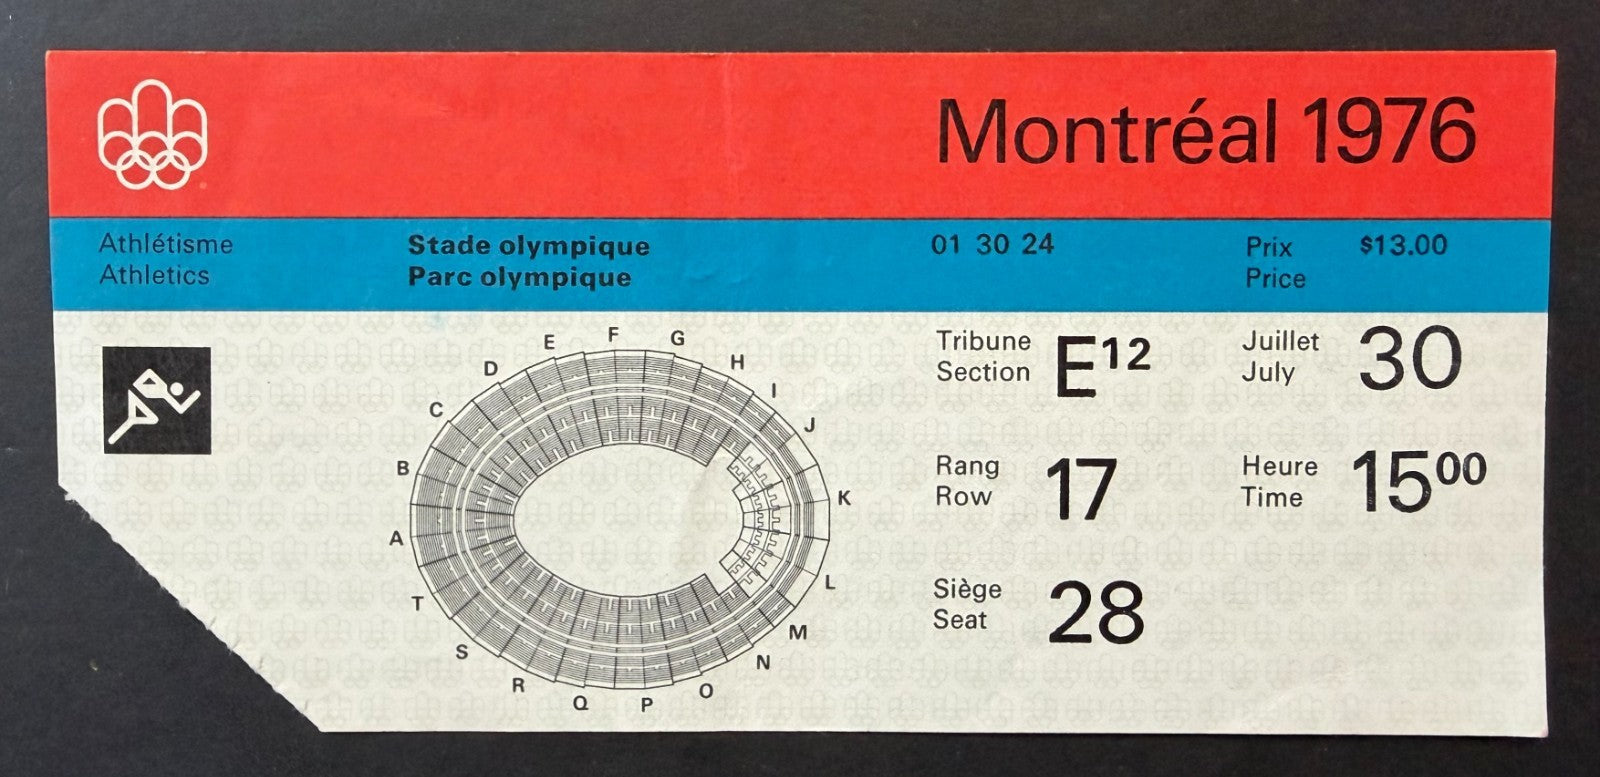 Montréal 1976
Athlétisme
Athletics
Stade olympique
Parc olympique
01 30 24
Prix
Price
$13.00
Tribune
Section
E12
Juillet
July
30
Rang
Row
17
Heure
Time
1500
Siège
Seat
28
A
B
C
D
E
F
G
H
I
J
K
L
M
N
O
P
Q
R
S
T